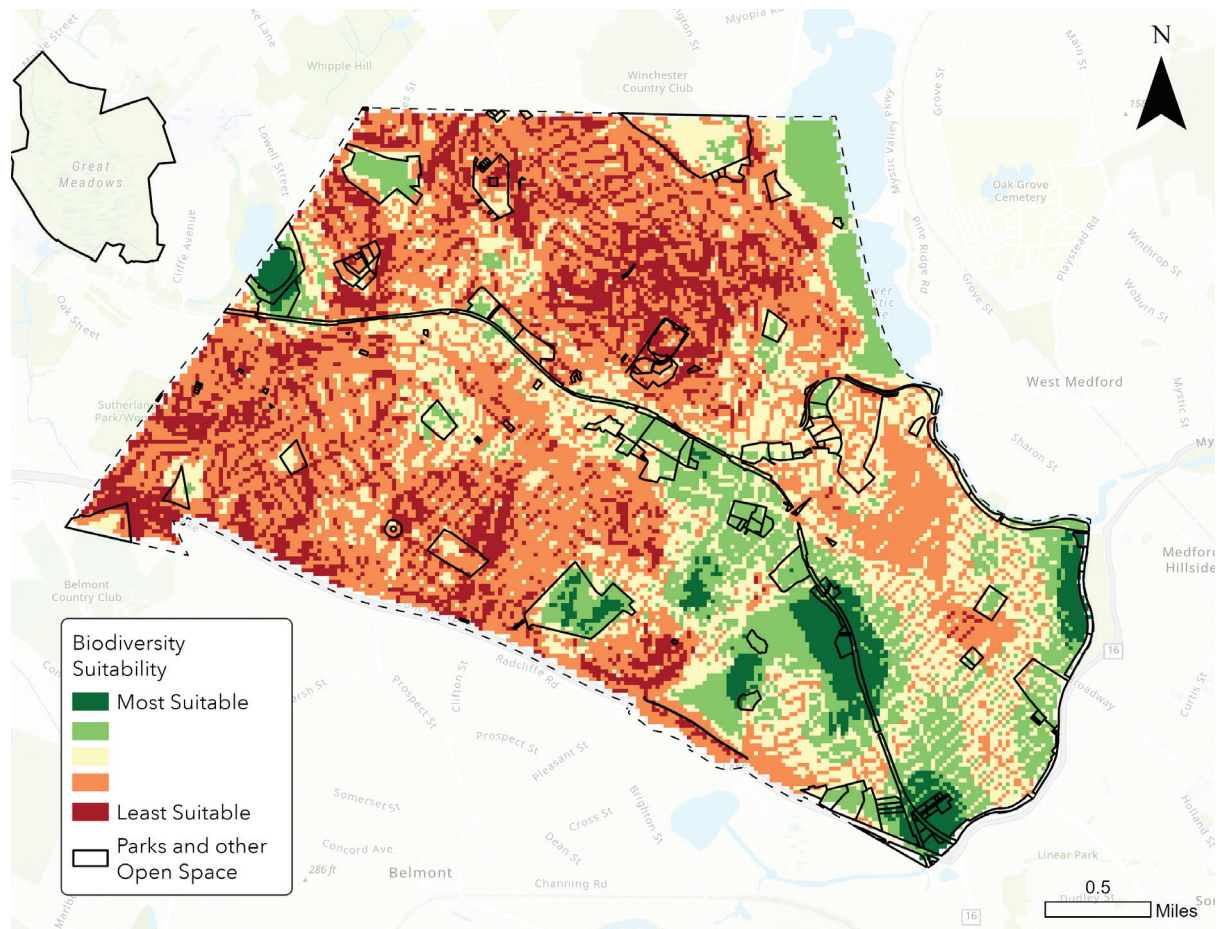 Myopia Rd
Whipple Hill
Winchester
Country Club
Lowell Street
Mystic Valley Pkwy
Grove St
Main St
N
Great
Meadows
Oak Grove
Cemetery
Cliffe Avenue
Pine Ridge Rd
Playstead Rd
Winthrop St
Woburn St
Grove St
Oak Street
West Medford
Mystic St
Sharon St
Medford
Hillside
Belmont
Country Club
16
Radcliffe Rd
Prospect St
Clifton St
Prospect St
Pleasant St
Broadway
Curtis St
Somerset St
Cross St
Brighton St
Dean St
Concord Ave
286 ft
Belmont
Channing Rd
Holland St
Linear Park
Dudley St
16
Biodiversity
Suitability
Most Suitable
Least Suitable
Parks and other
Open Space
0.5
Miles